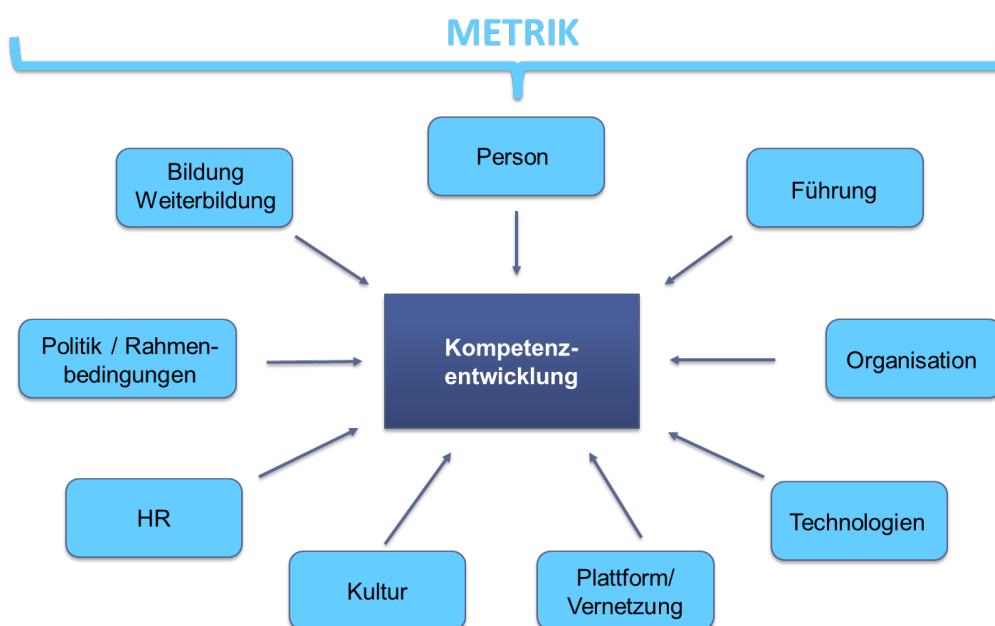 METRIK
Person
Bildung
Weiterbildung
Führung
Politik / Rahmen-
bedingungen
Kompetenz-
entwicklung
Organisation
HR
Technologien
Kultur
Plattform/
Vernetzung